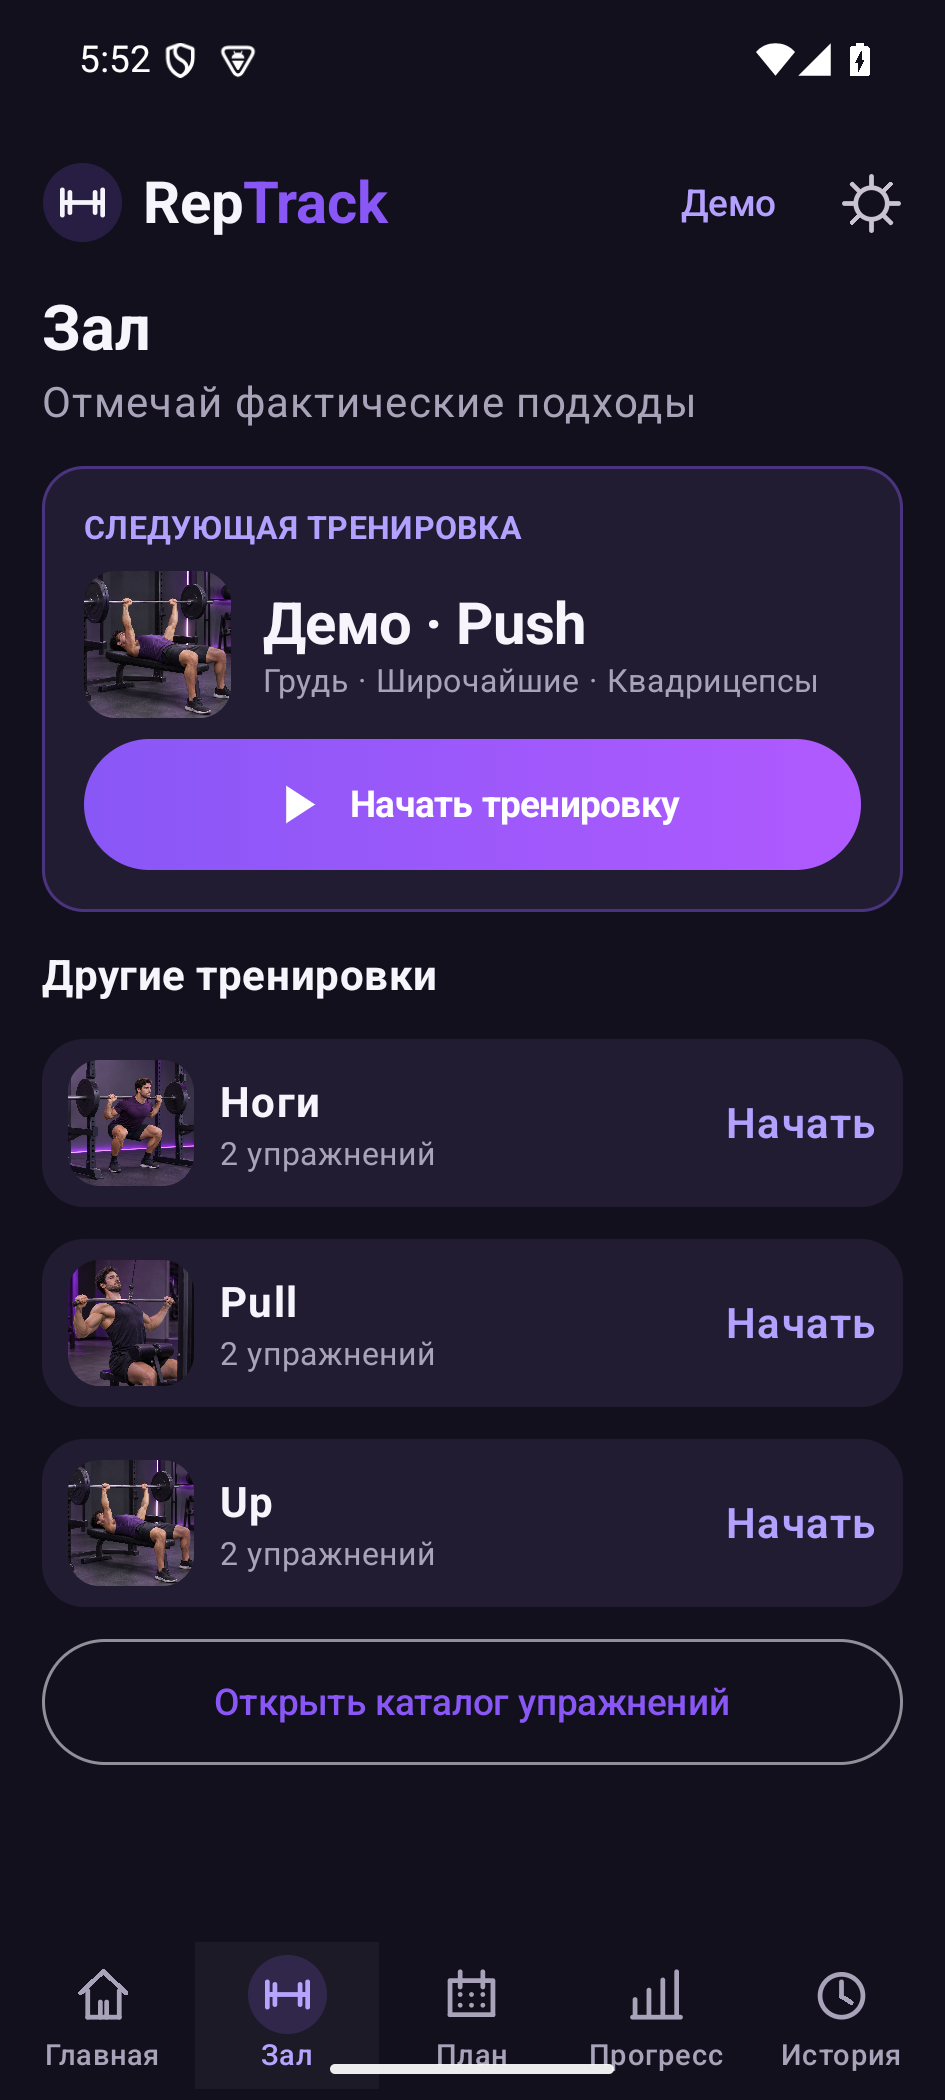 5:52
RepTrack
Демо
Зал
Отмечай фактические подходы
СЛЕДУЮЩАЯ ТРЕНИРОВКА
Демо · Push
Грудь · Широчайшие · Квадрицепсы
Начать тренировку
Другие тренировки
Ноги
2 упражнений
Начать
Pull
2 упражнений
Начать
Up
2 упражнений
Начать
Открыть каталог упражнений
Главная
Зал
План
Прогресс
История